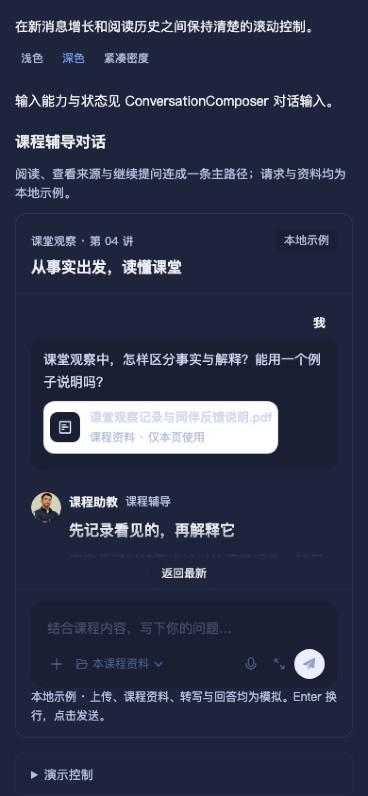 在新消息增长和阅读历史之间保持清楚的滚动控制。
浅色 深色 紧凑密度
输入能力与状态见 ConversationComposer 对话输入。
课程辅导对话
阅读、查看来源与继续提问连成一条主路径；请求与资料均为
本地示例。
课堂观察 · 第 04 讲 本地示例
从事实出发，读懂课堂
我
课堂观察中，怎样区分事实与解释？能用一个例
子说明吗？
课堂观察记录与同伴反馈说明.pdf
课程资料 · 仅本页使用
课程助教 课程辅导
先记录看见的，再解释它
返回最新
结合课程内容，写下你的问题...
本课程资料
本地示例 · 上传、课程资料、转写与回答均为模拟。Enter 换
行，点击发送。
演示控制